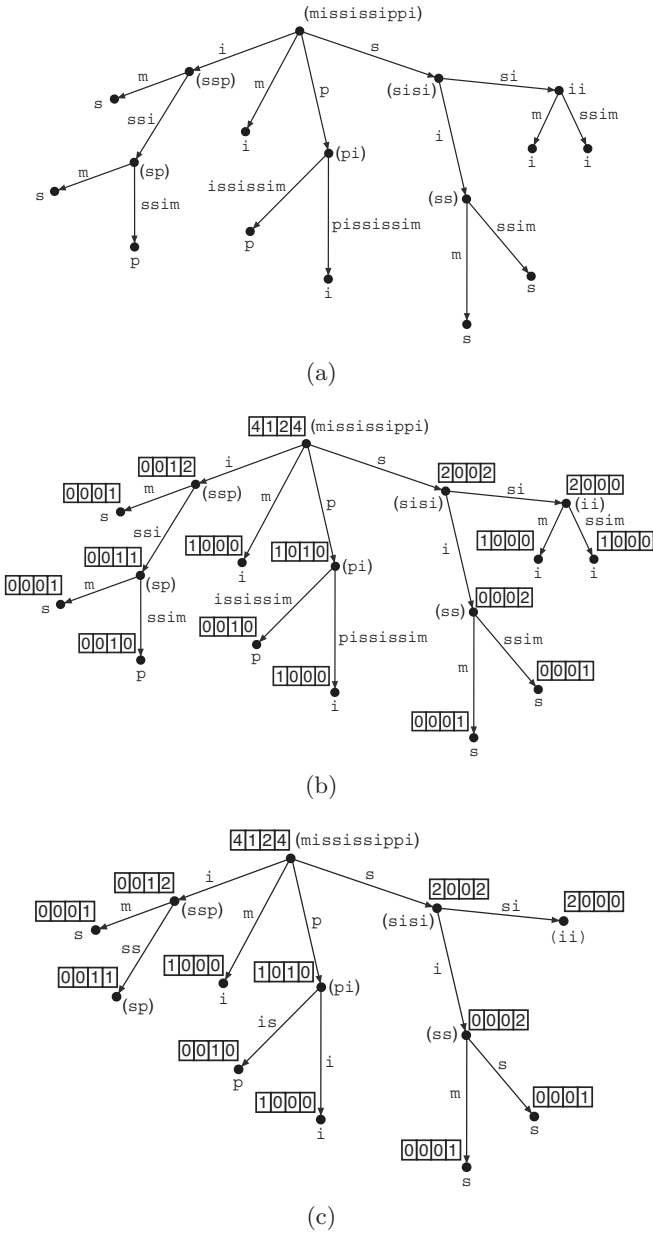 (mississippi)
i
s
m
m
(ssp)
p
si
ii
s
(sisi)
ssi
m
ssim
i
(pi)
i
i
i
m
(sp)
ississim
(ss)
s
ssim
pississim
ssim
p
m
p
i
s
s
(a)
4124 (mississippi)
0012
i
s
2002
0001
m
m
2000
(ssp)
p
si
s
(sisi)
(ii)
ssi
m
ssim
0011
1000
1010
i
1000
1000
i
(pi)
i
i
0001
m
(sp)
ississim
0002
s
(ss)
ssim
0010
pississim
ssim
0010
p
p
1000
m
0001
i
s
0001
s
(b)
4124 (mississippi)
0012
i
s
2002
2000
0001
m
m
(ssp)
p
si
s
(sisi)
(ii)
ss
0011
1000
1010
i
(sp)
i
(pi)
is
0002
(ss)
0010
i
s
p
m
1000
0001
i
s
0001
s
(c)